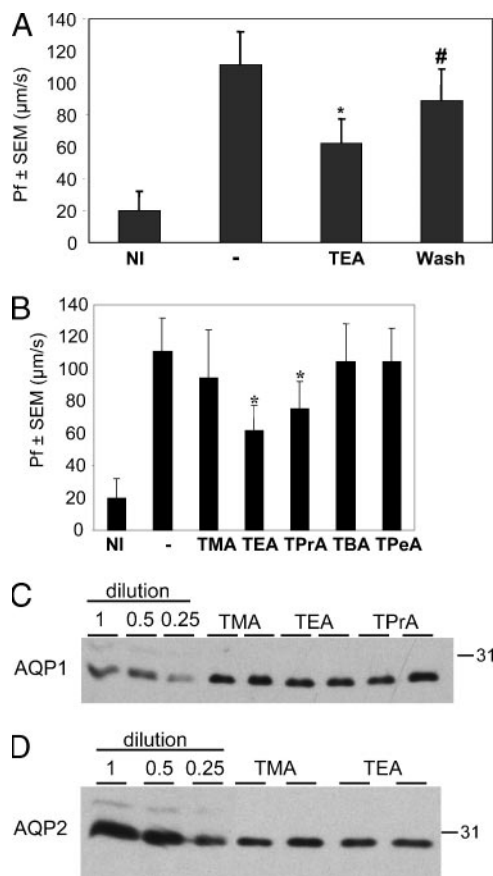 A
Pf ± SEM (µm/s)
140
120
100
80
60
40
20
0
*
#
NI - TEA Wash
B
Pf ± SEM (µm/s)
140
120
100
80
60
40
20
0
* *
NI - TMA TEA TPrA TBA TPeA
C
dilution
1 0.5 0.25 TMA TEA TPrA
AQP1
31
D
dilution
1 0.5 0.25 TMA TEA
AQP2
31